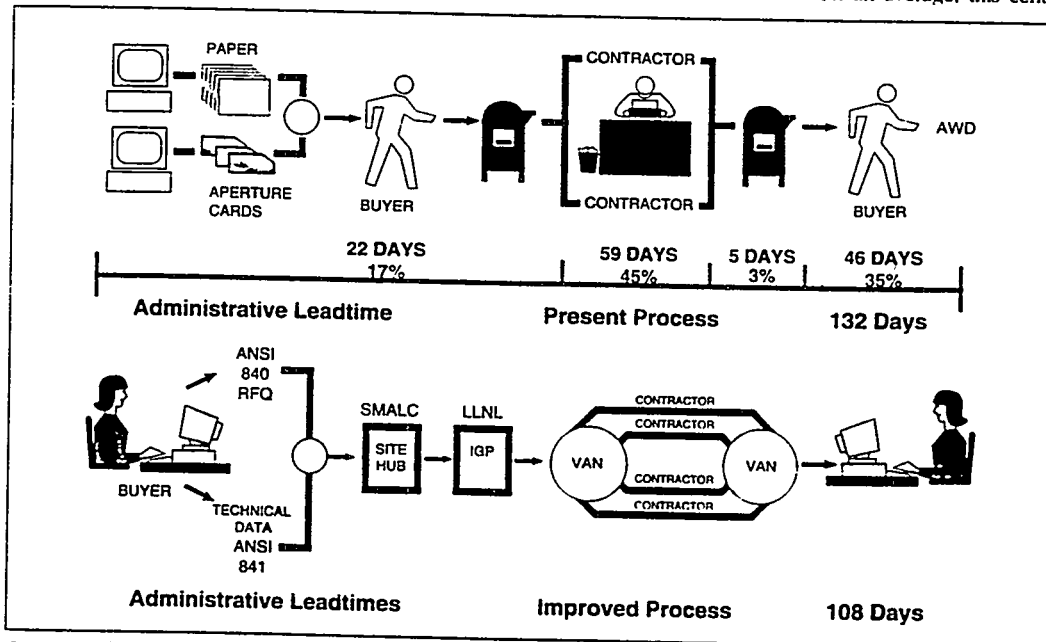 PAPER
APERTURE
CARDS
BUYER
CONTRACTOR
CONTRACTOR
BUYER
AWD
22 DAYS
17%
59 DAYS
45%
5 DAYS
3%
46 DAYS
35%
Administrative Leadtime
Present Process
132 Days
BUYER
ANSI
840
RFQ
TECHNICAL
DATA
ANSI
841
SMALC
SITE
HUB
LLNL
IGP
VAN
CONTRACTOR
CONTRACTOR
CONTRACTOR
CONTRACTOR
VAN
Administrative Leadtimes
Improved Process
108 Days